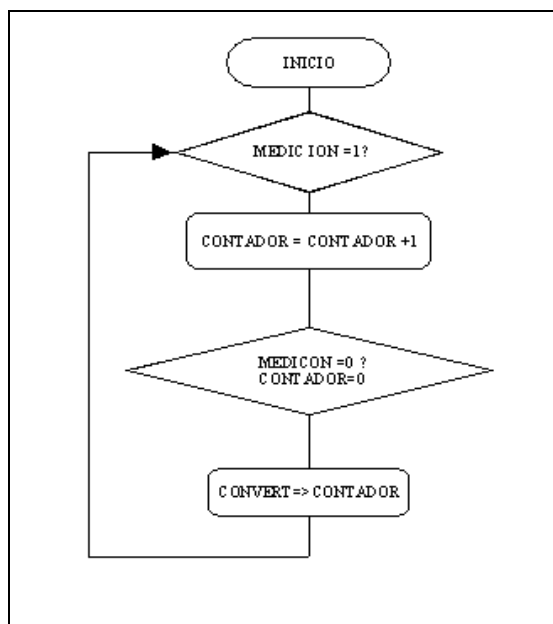 INICIO
MEDICION =1?
CONTADOR = CONTADOR +1
MEDICON =0 ?
CONTADOR=0
CONVERT=> CONTADOR